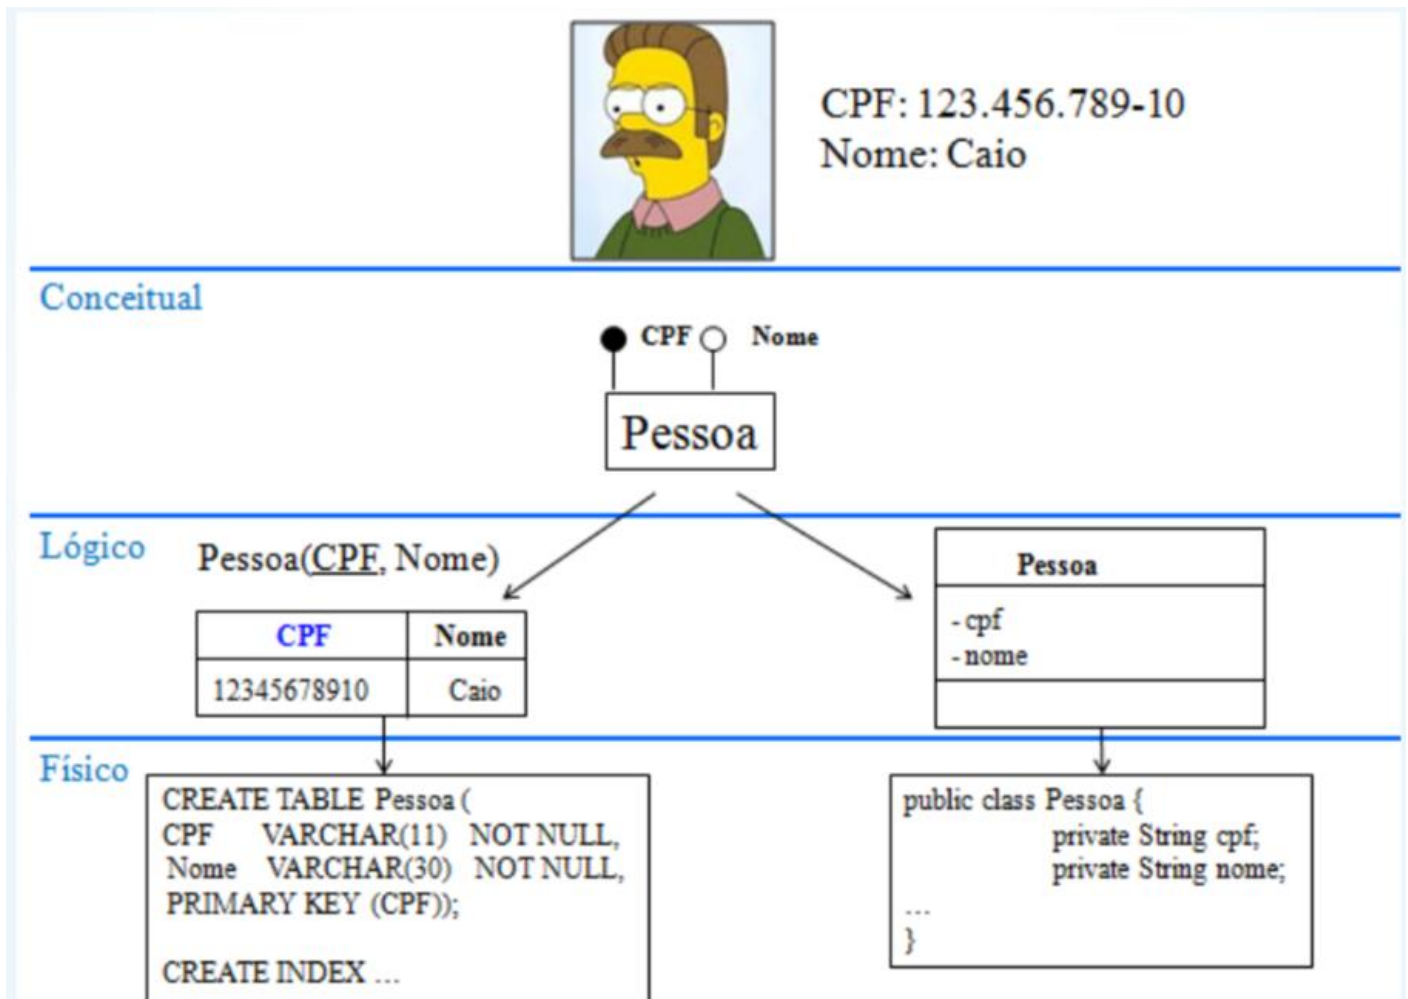 CPF: 123.456.789-10
Nome: Caio
Conceitual
CPF Nome
Pessoa
Lógico
Pessoa(CPF, Nome)
CPF Nome
12345678910 Caio
Pessoa
- cpf
- nome
Físico
CREATE TABLE Pessoa (
CPF VARCHAR(11) NOT NULL,
Nome VARCHAR(30) NOT NULL,
PRIMARY KEY (CPF));
CREATE INDEX ...
public class Pessoa {
private String cpf;
private String nome;
...
}